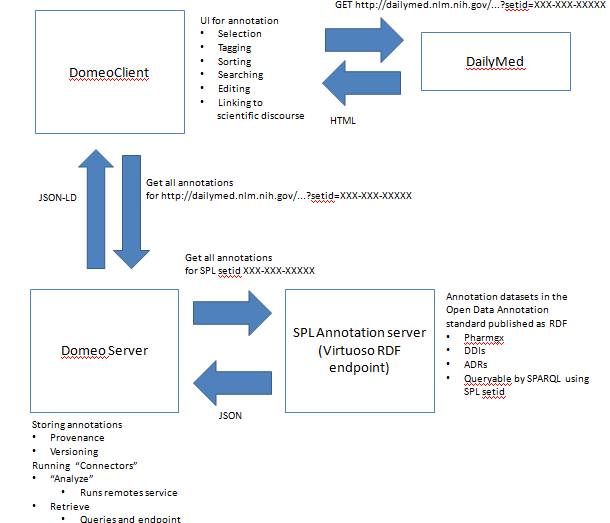 GET http://dailymed.nlm.nih.gov/...?setid=XXX-XXX-XXXXX
UI for annotation
• Selection
• Tagging
• Sorting
• Searching
• Editing
• Linking to
scientific discourse
DomeoClient
DailyMed
HTML
JSON-LD
Get all annotations
for http://dailymed.nlm.nih.gov/...?setid=XXX-XXX-XXXXX
Get all annotations
for SPL setid XXX-XXX-XXXXX
Domeo Server
SPL Annotation server
(Virtuoso RDF
endpoint)
Annotation datasets in the
Open Data Annotation
standard published as RDF
• Pharmgx
• DDIs
• ADRs
• Queryable by SPARQL using
SPL setid
JSON
Storing annotations
• Provenance
• Versioning
Running "Connectors"
• "Analyze"
• Runs remotes service
• Retrieve
• Queries and endpoint